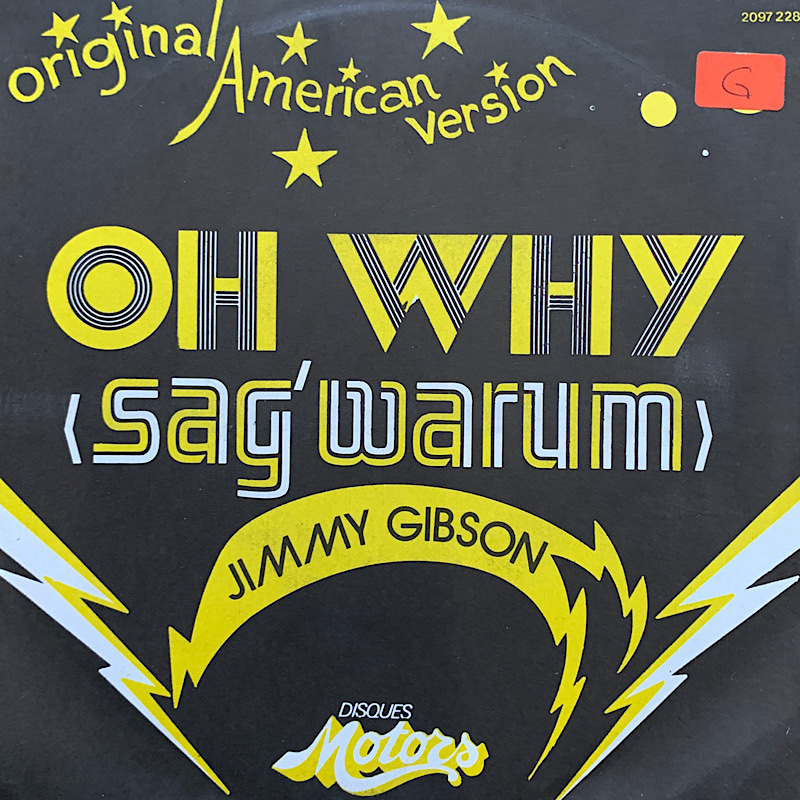 2097 228
original American version
G
OH WHY
(sag' warum)
JIMMY GIBSON
DISQUES
Motors